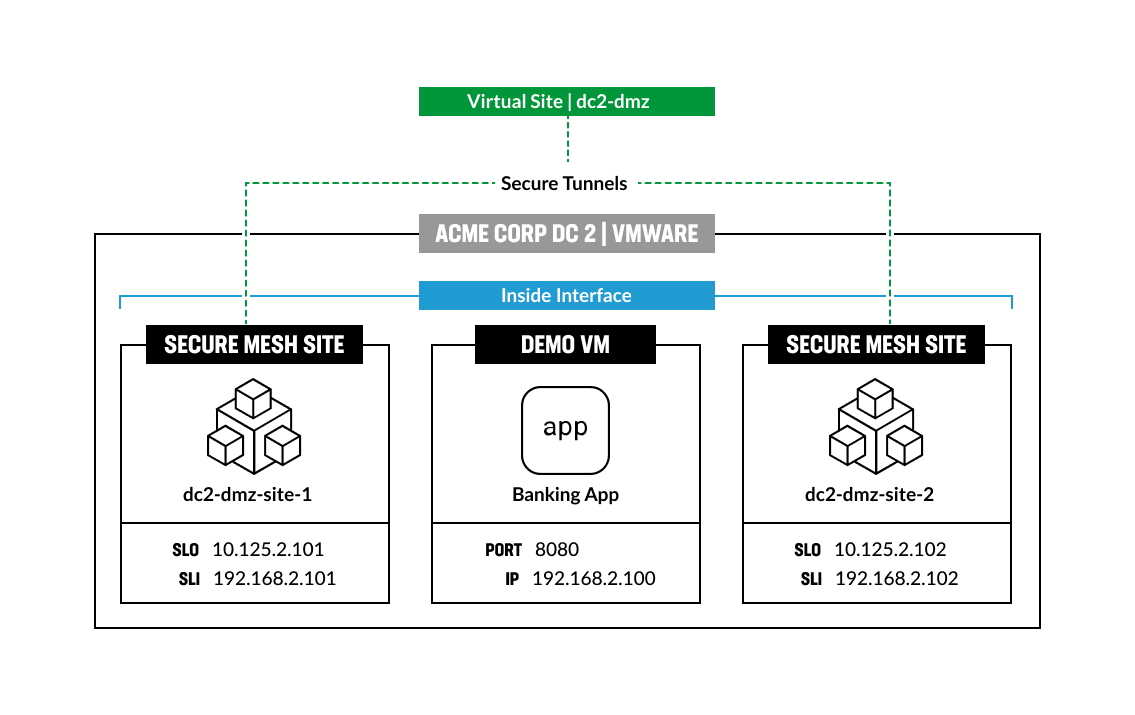 Virtual Site | dc2-dmz
Secure Tunnels
ACME CORP DC 2 | VMWARE
Inside Interface
SECURE MESH SITE
dc2-dmz-site-1
SLO 10.125.2.101
SLI 192.168.2.101
DEMO VM
app
Banking App
PORT 8080
IP 192.168.2.100
SECURE MESH SITE
dc2-dmz-site-2
SLO 10.125.2.102
SLI 192.168.2.102